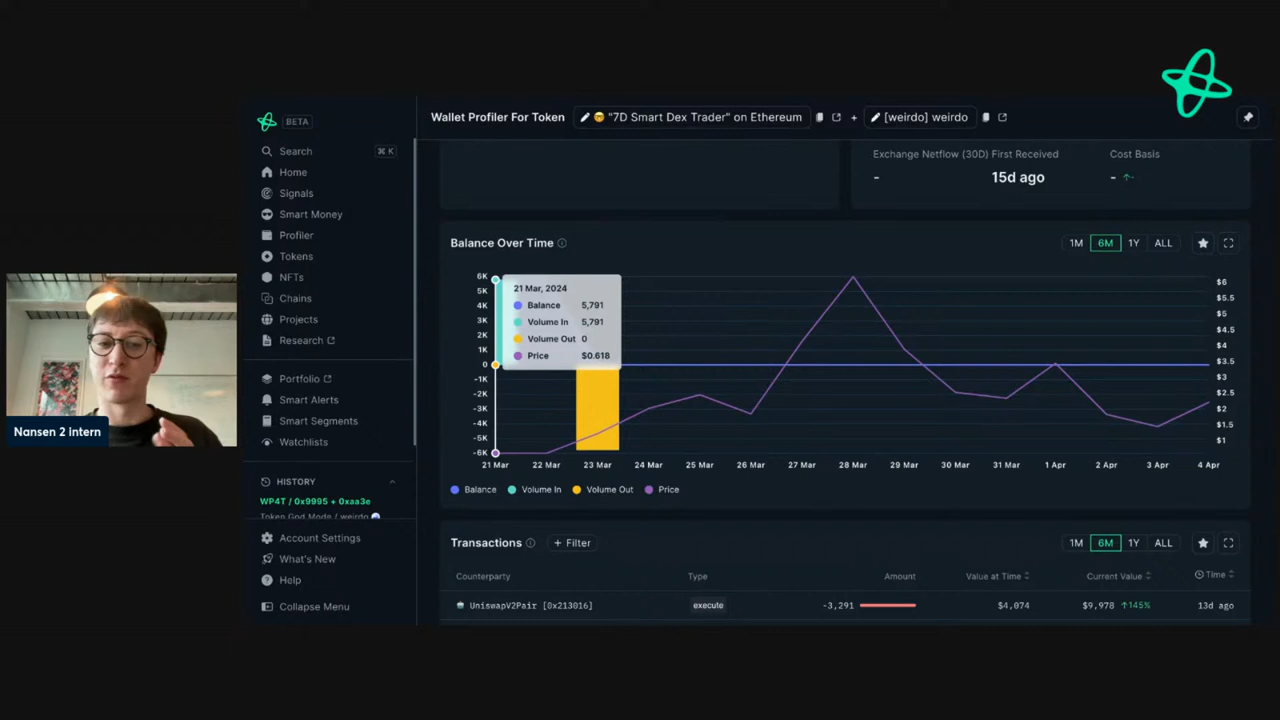 BETA
Search ⌘ K
Home
Signals
Smart Money
Profiler
Tokens
NFTs
Chains
Projects
Research
Portfolio
Smart Alerts
Smart Segments
Watchlists
HISTORY
WP4T / 0x9995 + 0xaa3e
Token God Mode / weirdo
Account Settings
What's New
Help
Collapse Menu
Nansen 2 intern
Wallet Profiler For Token "7D Smart Dex Trader" on Ethereum + [weirdo] weirdo
Exchange Netflow (30D) First Received Cost Basis
- 15d ago -
Balance Over Time 1M 6M 1Y ALL
6K
5K
4K
3K
2K
1K
0
-1K
-2K
-3K
-4K
-5K
-6K
21 Mar, 2024
Balance 5,791
Volume In 5,791
Volume Out 0
Price $0.618
$6
$5.5
$5
$4.5
$4
$3.5
$3
$2.5
$2
$1.5
$1
21 Mar 22 Mar 23 Mar 24 Mar 25 Mar 26 Mar 27 Mar 28 Mar 29 Mar 30 Mar 31 Mar 1 Apr 2 Apr 3 Apr 4 Apr
Balance Volume In Volume Out Price
Transactions + Filter 1M 6M 1Y ALL
Counterparty Type Amount Value at Time Current Value Time
UniswapV2Pair [0x213016] execute -3,291 $4,074 $9,978 ↑145% 13d ago